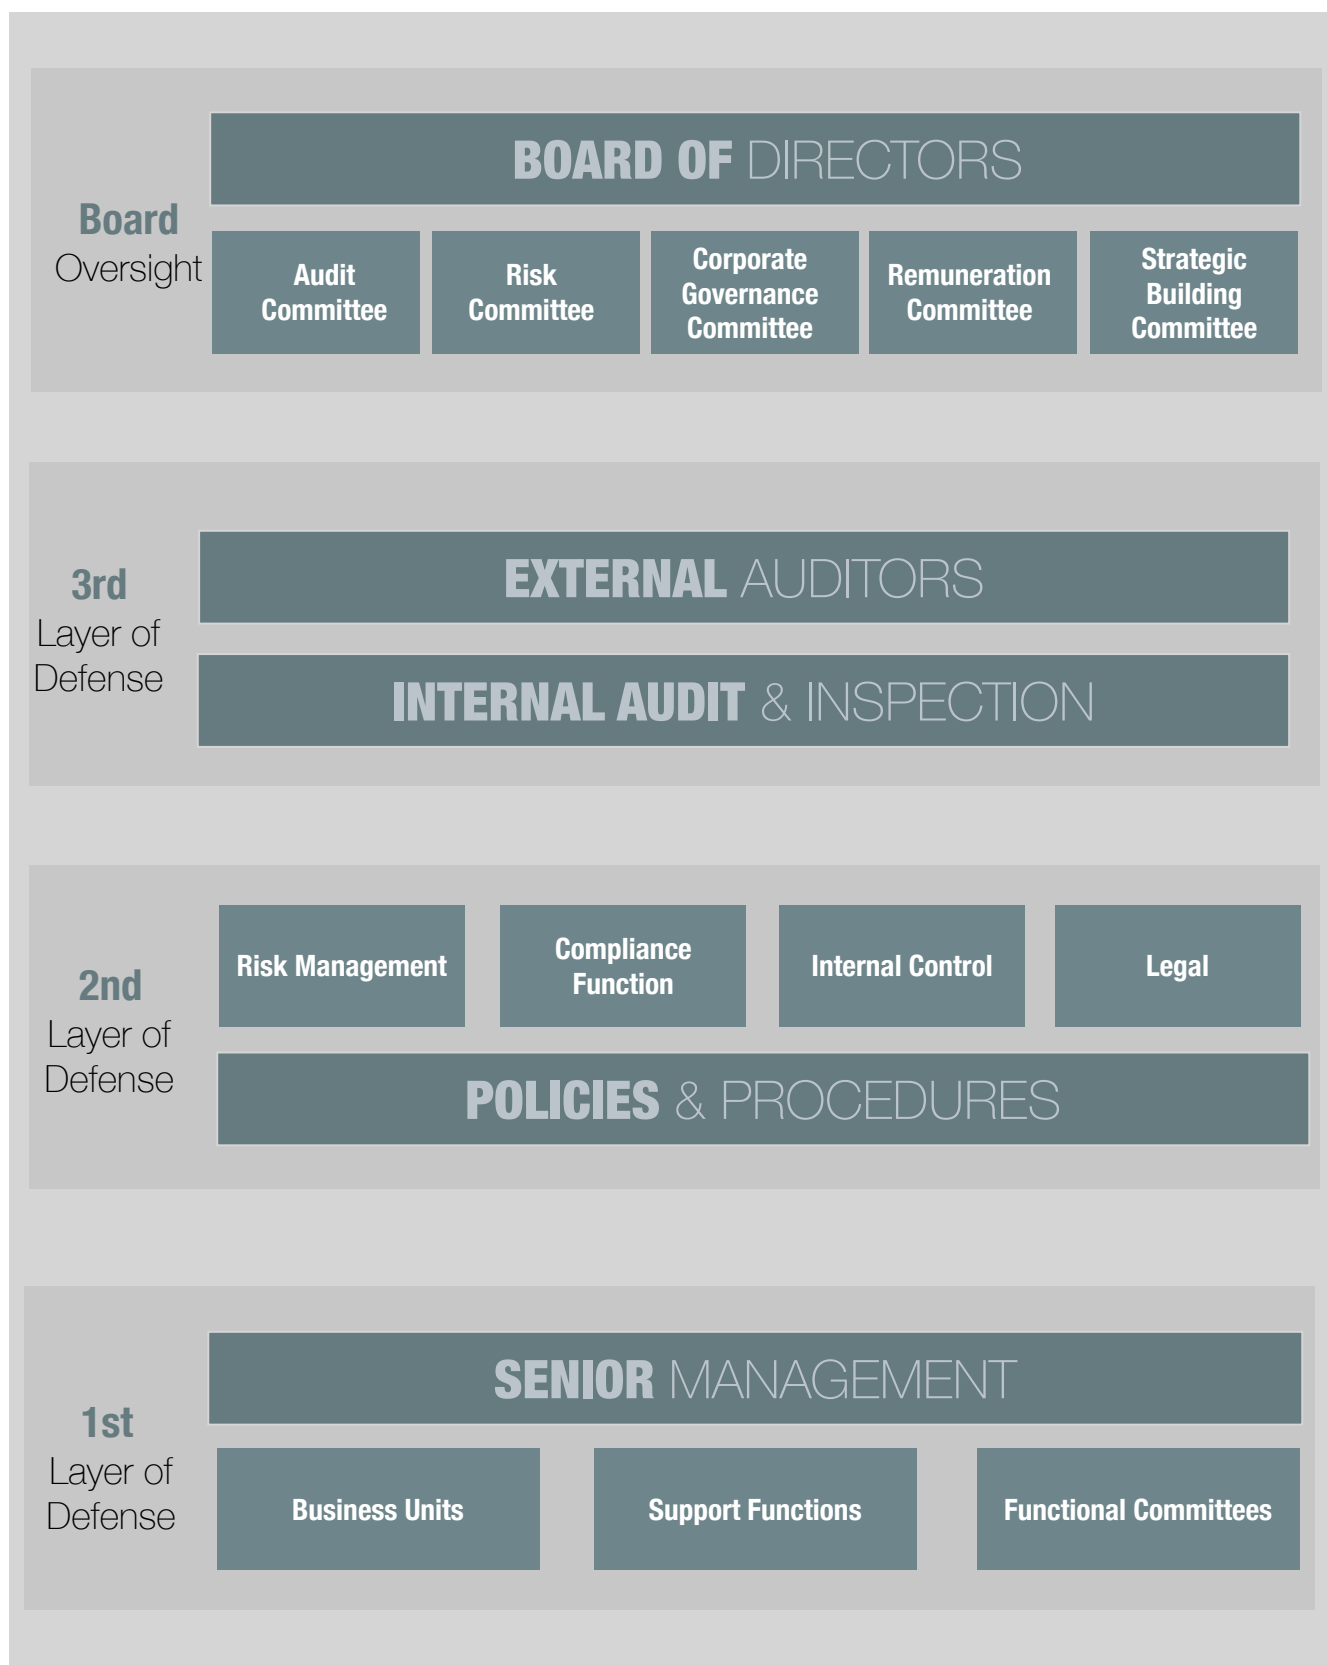 Board
Oversight
BOARD OF DIRECTORS
Audit
Committee
Risk
Committee
Corporate
Governance
Committee
Remuneration
Committee
Strategic
Building
Committee
3rd
Layer of
Defense
EXTERNAL AUDITORS
INTERNAL AUDIT & INSPECTION
2nd
Layer of
Defense
Risk Management
Compliance
Function
Internal Control
Legal
POLICIES & PROCEDURES
1st
Layer of
Defense
SENIOR MANAGEMENT
Business Units
Support Functions
Functional Committees